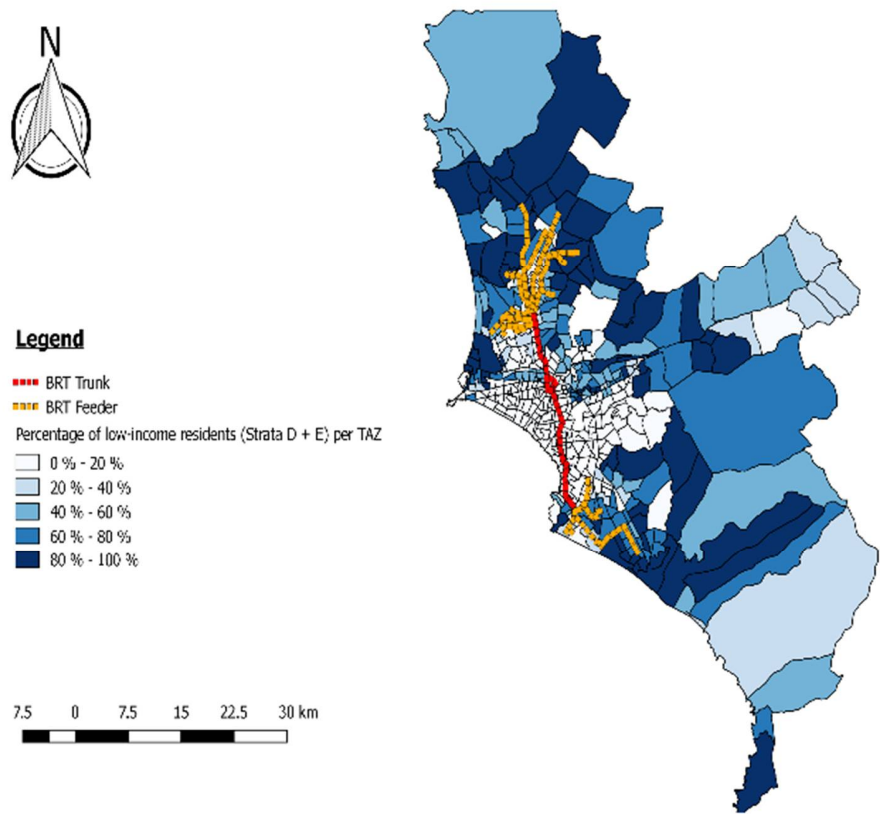 N
Legend
BRT Trunk
BRT Feeder
Percentage of low-income residents (Strata D + E) per TAZ
0 % - 20 %
20 % - 40 %
40 % - 60 %
60 % - 80 %
80 % - 100 %
7.5 0 7.5 15 22.5 30 km